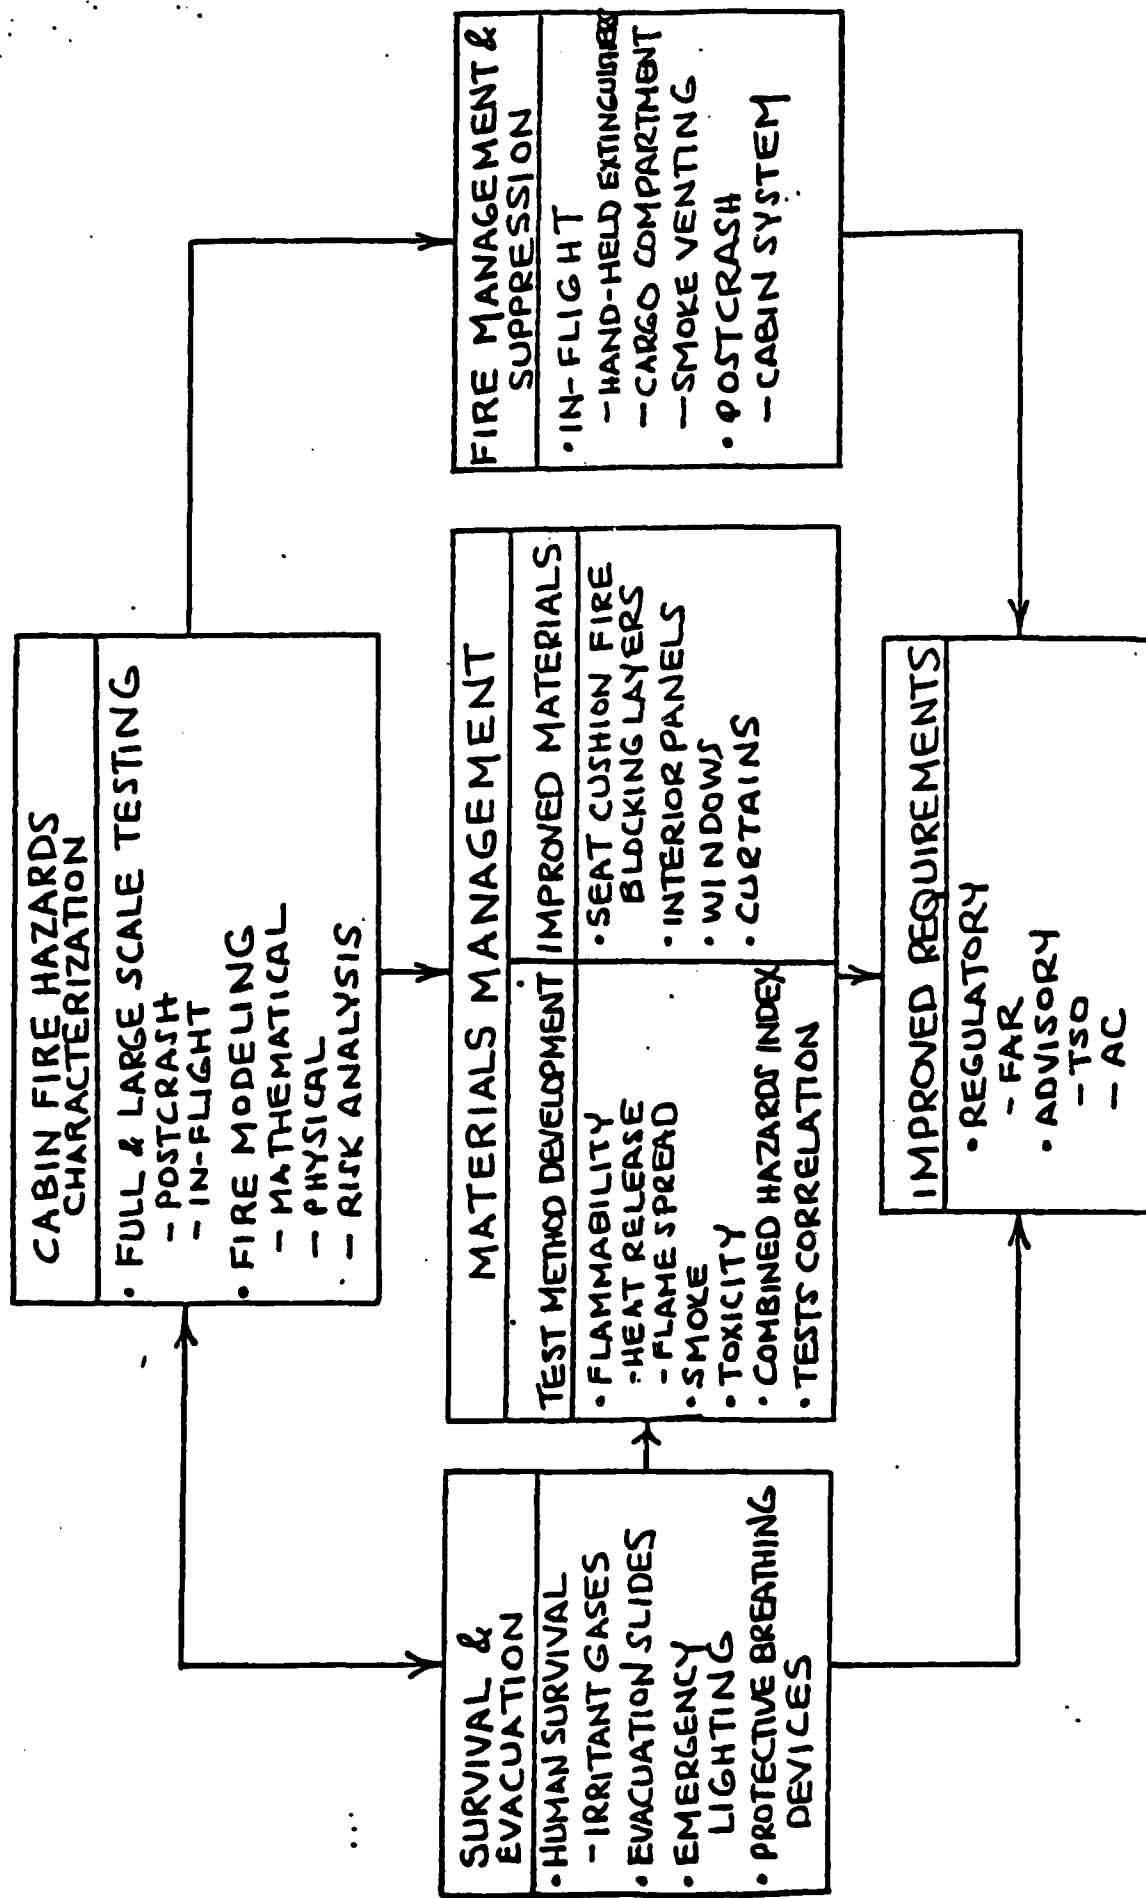 CABIN FIRE HAZARDS
CHARACTERIZATION
• FULL & LARGE SCALE TESTING
- POSTCRASH
- IN-FLIGHT
• FIRE MODELING
- MATHEMATICAL
- PHYSICAL
- RISK ANALYSIS
SURVIVAL &
EVACUATION
• HUMAN SURVIVAL
- IRRITANT GASES
• EVACUATION SLIDES
• EMERGENCY
LIGHTING
• PROTECTIVE BREATHING
DEVICES
MATERIALS MANAGEMENT
TEST METHOD DEVELOPMENT
• FLAMMABILITY
- HEAT RELEASE
- FLAME SPREAD
• SMOKE
• TOXICITY
• COMBINED HAZARDS INDEX
• TESTS CORRELATION
IMPROVED MATERIALS
• SEAT CUSHION FIRE
BLOCKING LAYERS
• INTERIOR PANELS
• WINDOWS
• CURTAINS
FIRE MANAGEMENT &
SUPPRESSION
• IN-FLIGHT
- HAND-HELD EXTINGUISHERS
- CARGO COMPARTMENT
- SMOKE VENTING
• POSTCRASH
- CABIN SYSTEM
IMPROVED REQUIREMENTS
• REGULATORY
- FAR
• ADVISORY
- TSO
- AC